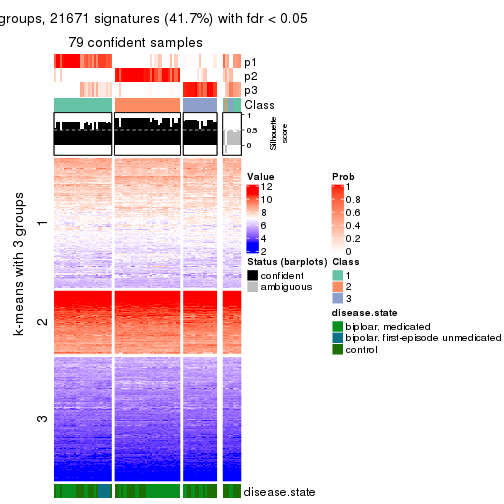 groups, 21671 signatures (41.7%) with fdr < 0.05
79 confident samples
p1
p2
p3
Class
1
0.5
0
Silhouette
score
k-means with 3 groups
1
2
3
Value
12
10
8
6
4
2
Prob
1
0.8
0.6
0.4
0.2
0
Status (barplots)
confident
ambiguous
Class
1
2
3
disease.state
biploar. medicated
bipolar. first-episode unmedicated
control
disease.state